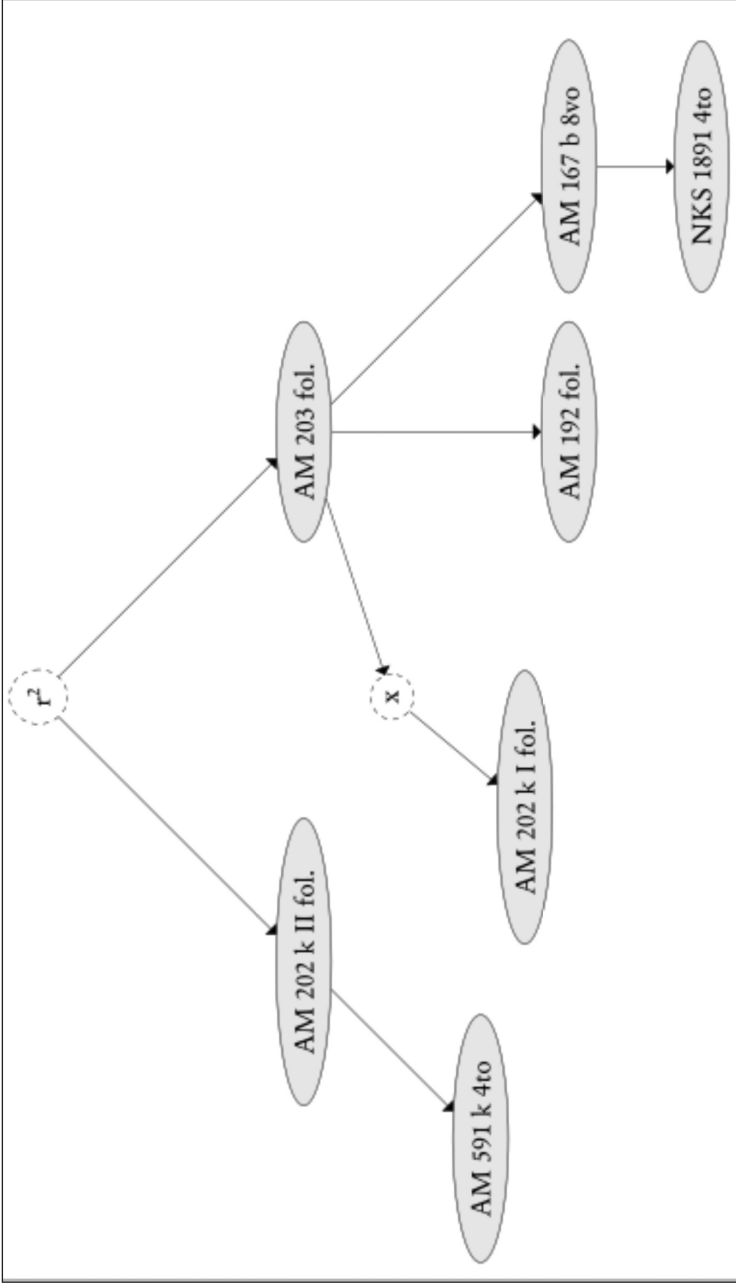 r²
AM 202 k II fol.
AM 203 fol.
x
AM 591 k 4to
AM 202 k I fol.
AM 192 fol.
AM 167 b 8vo
NKS 1891 4to